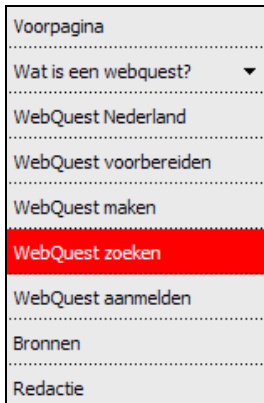 Voorpagina
Wat is een webquest?
WebQuest Nederland
WebQuest voorbereiden
WebQuest maken
WebQuest zoeken
WebQuest aanmelden
Bronnen
Redactie